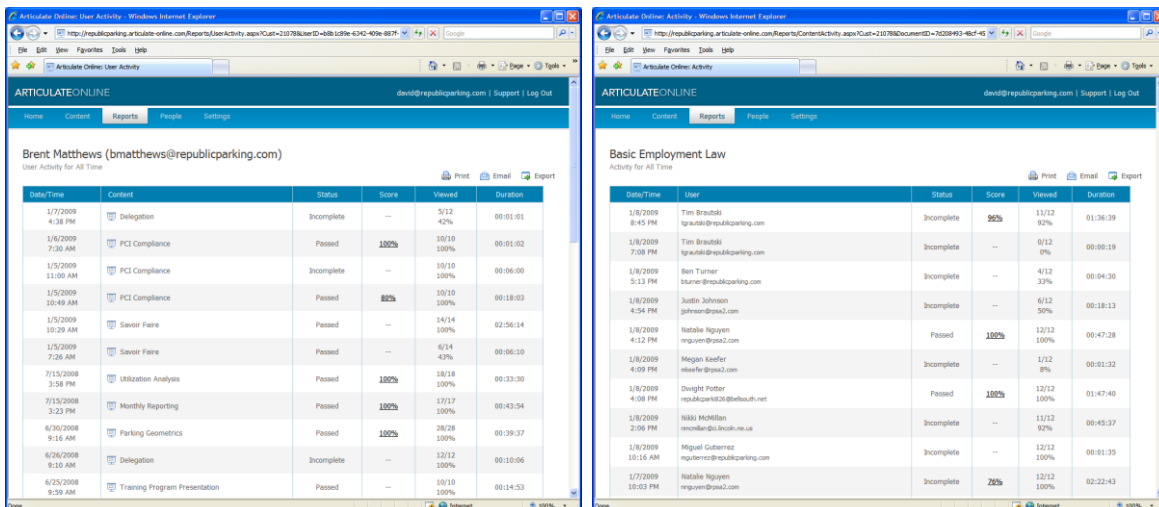 Articulate Online: User Activity - Windows Internet Explorer
http://republicparking.articulate-online.com/Reports/UserActivity.aspx?Cust=21078&UserID=b8b1c89e-6342-409e-887f-
Google
File Edit View Favorites Tools Help
Articulate Online: User Activity
Page Tools
ARTICULATEONLINE
david@republicparking.com | Support | Log Out
Home Content Reports People Settings
Brent Matthews (bmatthews@republicparking.com)
User Activity for All Time
Print Email Export
Date/Time Content Status Score Viewed Duration
1/7/2009 4:38 PM Delegation Incomplete -- 5/12 42% 00:01:01
1/6/2009 7:30 AM PCI Compliance Passed 100% 10/10 100% 00:01:02
1/5/2009 11:00 AM PCI Compliance Incomplete -- 10/10 100% 00:06:00
1/5/2009 10:49 AM PCI Compliance Passed 80% 10/10 100% 00:18:03
1/5/2009 10:29 AM Savoir Faire Passed -- 14/14 100% 02:56:14
1/5/2009 7:26 AM Savoir Faire Passed -- 6/14 43% 00:06:10
7/15/2008 3:58 PM Utilization Analysis Passed 100% 18/18 100% 00:33:30
7/15/2008 3:23 PM Monthly Reporting Passed 100% 17/17 100% 00:43:54
6/30/2008 9:16 AM Parking Geometrics Passed 100% 28/28 100% 00:39:37
6/26/2008 9:10 AM Delegation Incomplete -- 12/12 100% 00:10:06
6/25/2008 9:59 AM Training Program Presentation Passed -- 10/10 100% 00:14:53
Done Internet 100%
Articulate Online: Activity - Windows Internet Explorer
http://republicparking.articulate-online.com/Reports/ContentActivity.aspx?Cust=21078&DocumentID=7d208493-48cf-45
Google
File Edit View Favorites Tools Help
Articulate Online: Activity
Page Tools
ARTICULATEONLINE
david@republicparking.com | Support | Log Out
Home Content Reports People Settings
Basic Employment Law
Activity for All Time
Print Email Export
Date/Time User Status Score Viewed Duration
1/8/2009 8:45 PM Tim Brautski tgrautski@republicparking.com Incomplete 96% 11/12 92% 01:36:39
1/8/2009 7:08 PM Tim Brautski tgrautski@republicparking.com Incomplete -- 0/12 0% 00:00:19
1/8/2009 5:13 PM Ben Turner bturner@republicparking.com Incomplete -- 4/12 33% 00:04:30
1/8/2009 4:54 PM Justin Johnson jjohnson@rpsa2.com Incomplete -- 6/12 50% 00:18:13
1/8/2009 4:12 PM Natalie Nguyen nnguyen@rpsa2.com Passed 100% 12/12 100% 00:47:28
1/8/2009 4:09 PM Megan Keefer mkeefer@rpsa2.com Incomplete -- 1/12 8% 00:01:32
1/8/2009 4:08 PM Dwight Potter republicparki826@bellsouth.net Passed 100% 12/12 100% 01:47:40
1/8/2009 2:06 PM Nikki McMillan nmcmillan@ci.lincoln.ne.us Incomplete -- 11/12 92% 00:45:37
1/8/2009 10:16 AM Miguel Gutierrez mgutierrez@republicparking.com Incomplete -- 12/12 100% 00:01:35
1/7/2009 10:03 PM Natalie Nguyen nnguyen@rpsa2.com Incomplete 76% 12/12 100% 02:22:43
Done Internet 100%